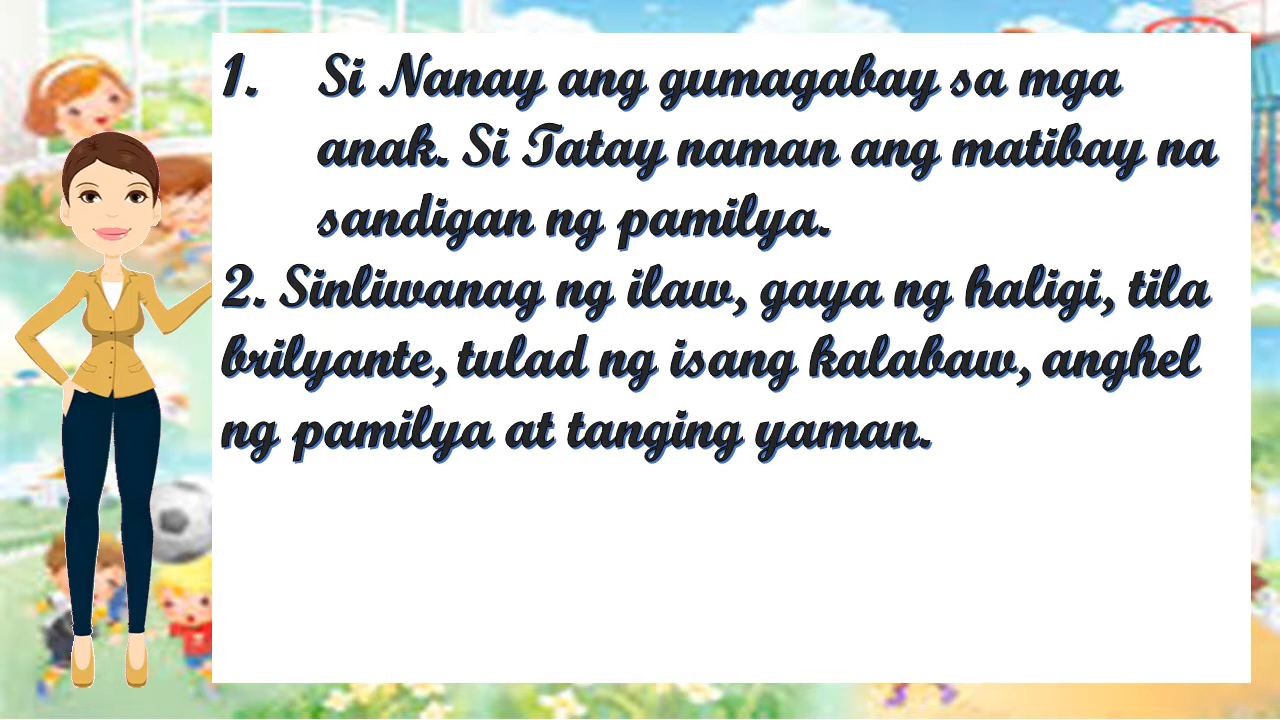 1. Si Nanay ang gumagabay sa mga
anak. Si Tatay naman ang matibay na
sandigan ng pamilya.
2. Sinliwanag ng ilaw, gaya ng haligi, tila
brilyante, tulad ng isang kalabaw, anghel
ng pamilya at tanging yaman.